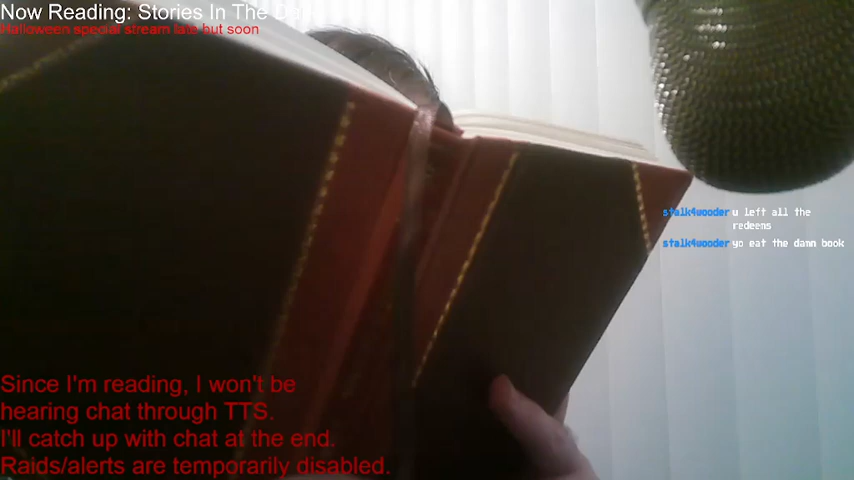 Now Reading: Stories In The Da
Halloween special stream late but soon
stalk4wooder u left all the
redeems
stalk4wooder yo eat the damn book
Since I'm reading, I won't be
hearing chat through TTS.
I'll catch up with chat at the end.
Raids/alerts are temporarily disabled.